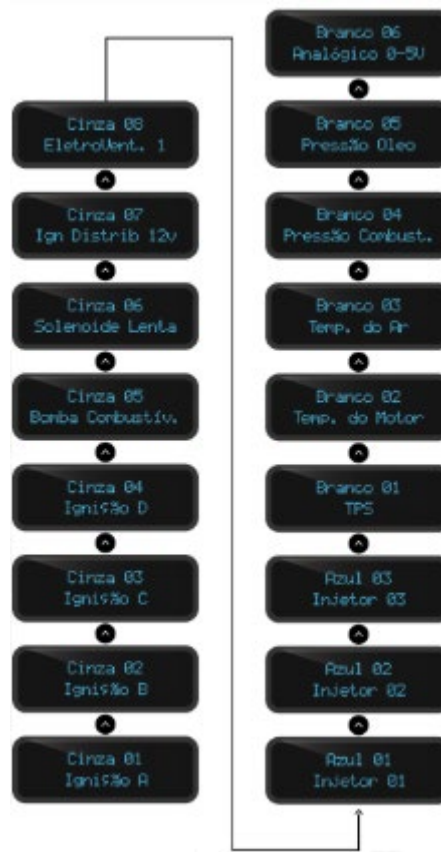 Cinza 08
EletroVent. 1
Cinza 07
Ign Distrib 12v
Cinza 06
Solenoide Lenta
Cinza 05
Bomba Combustív.
Cinza 04
Ignição D
Cinza 03
Ignição C
Cinza 02
Ignição B
Cinza 01
Ignição A
Branco 06
Analógico 0-5V
Branco 05
Pressão Oleo
Branco 04
Pressão Combust.
Branco 03
Temp. do Ar
Branco 02
Temp. do Motor
Branco 01
TPS
Azul 03
Injetor 03
Azul 02
Injetor 02
Azul 01
Injetor 01